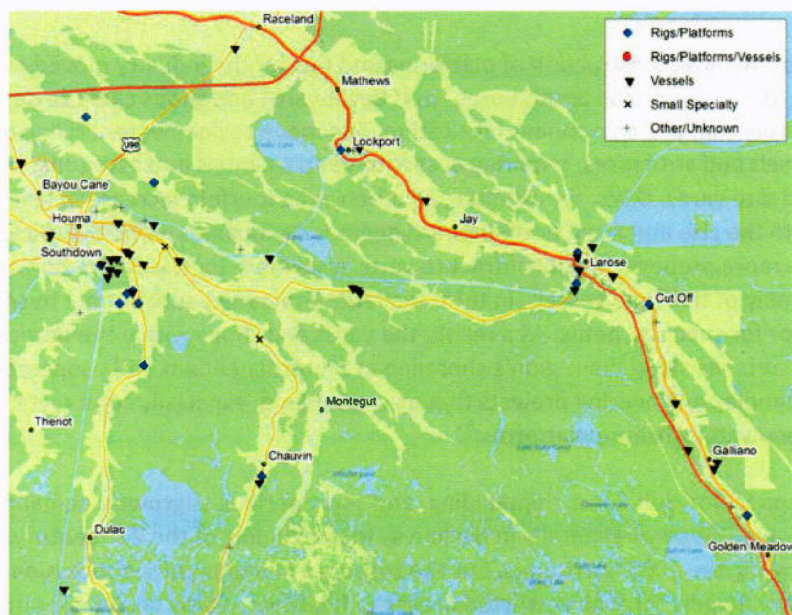 Raceland
Rigs/Platforms
Rigs/Platforms/Vessels
Vessels
Small Specialty
Other/Unknown
Mathews
Lockport
Bayou Cane
Houma
Jay
Southdown
Larose
Cut Off
Montegut
Theriot
Chauvin
Galliano
Dulac
Golden Meadow